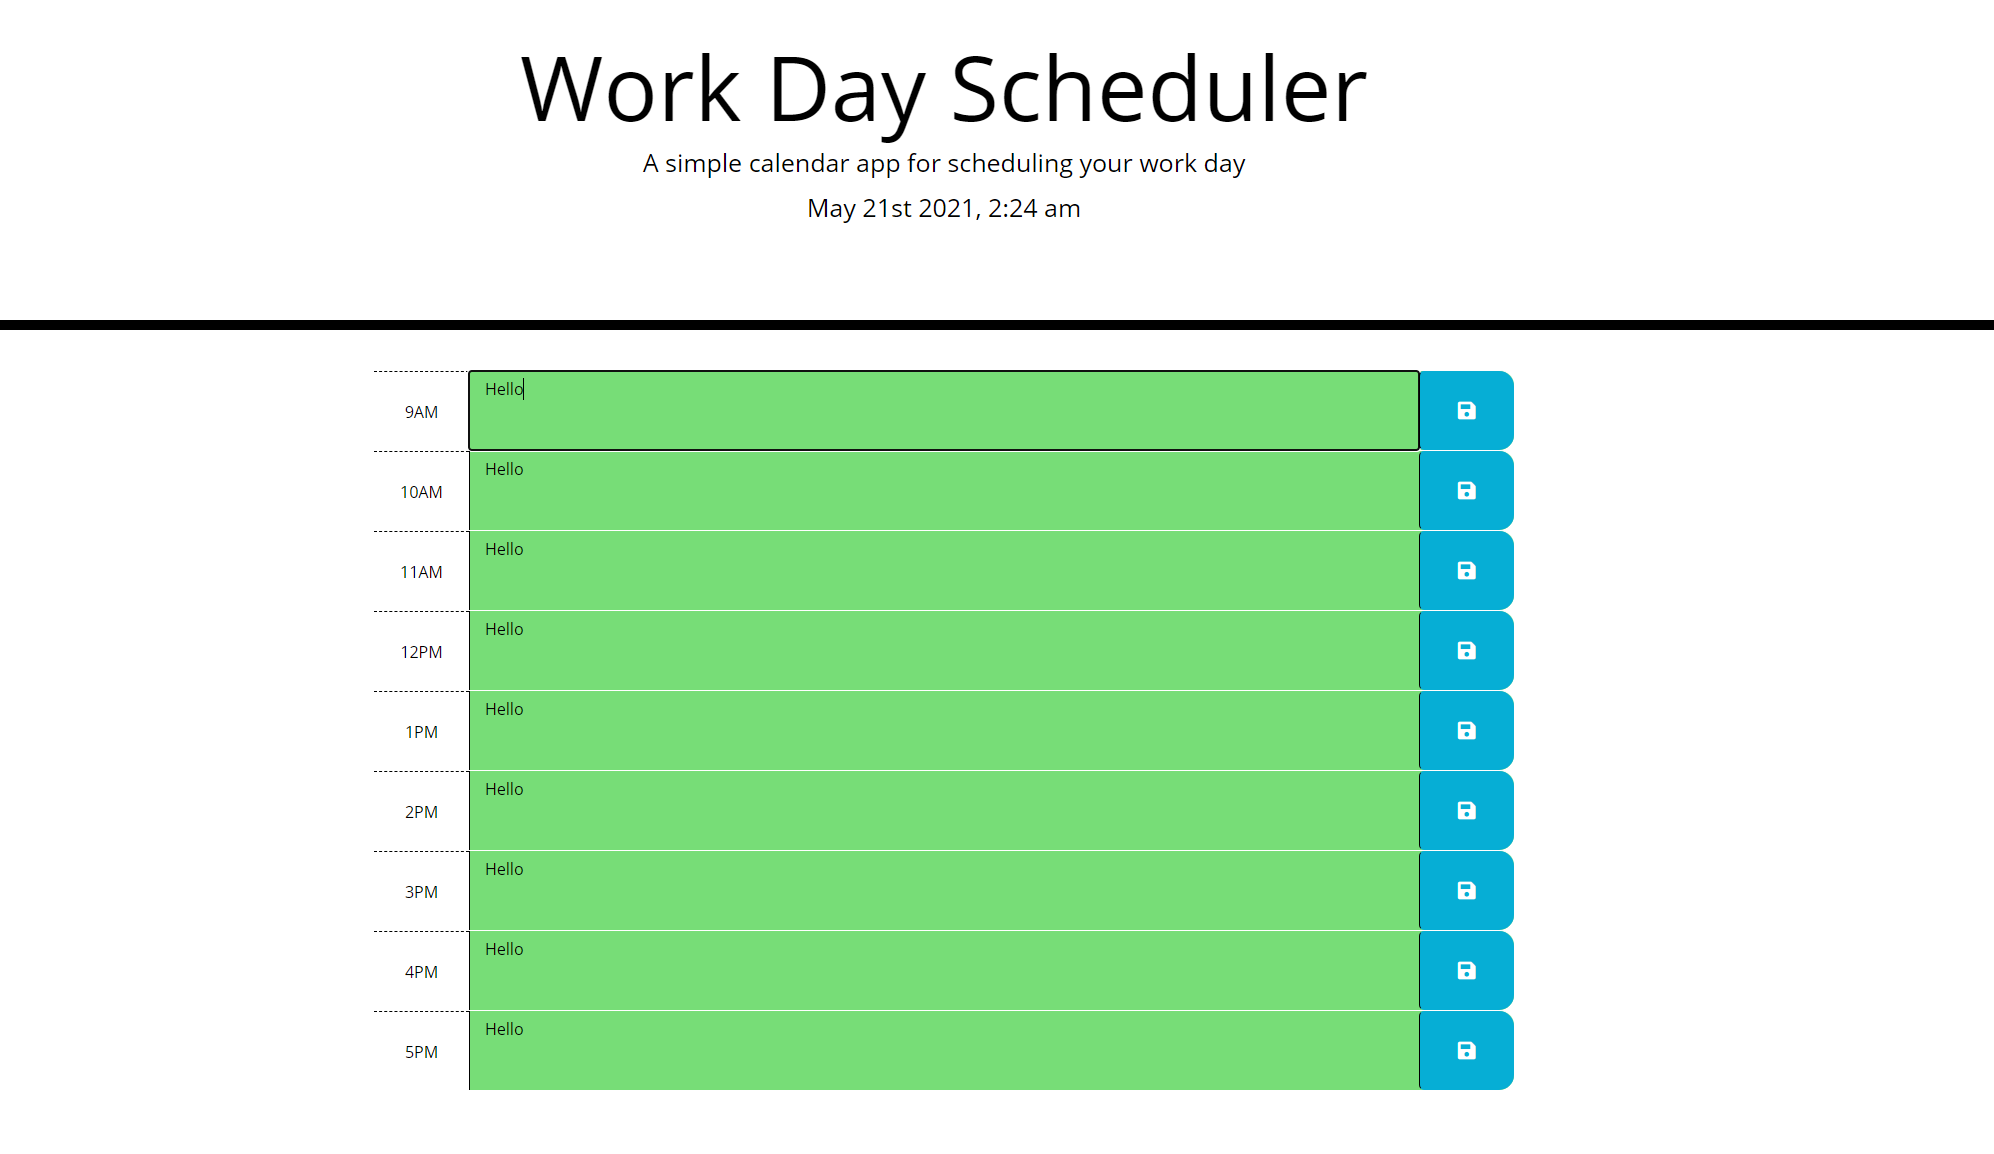 Work Day Scheduler
A simple calendar app for scheduling your work day
May 21st 2021, 2:24 am
9AM Hello
10AM Hello
11AM Hello
12PM Hello
1PM Hello
2PM Hello
3PM Hello
4PM Hello
5PM Hello